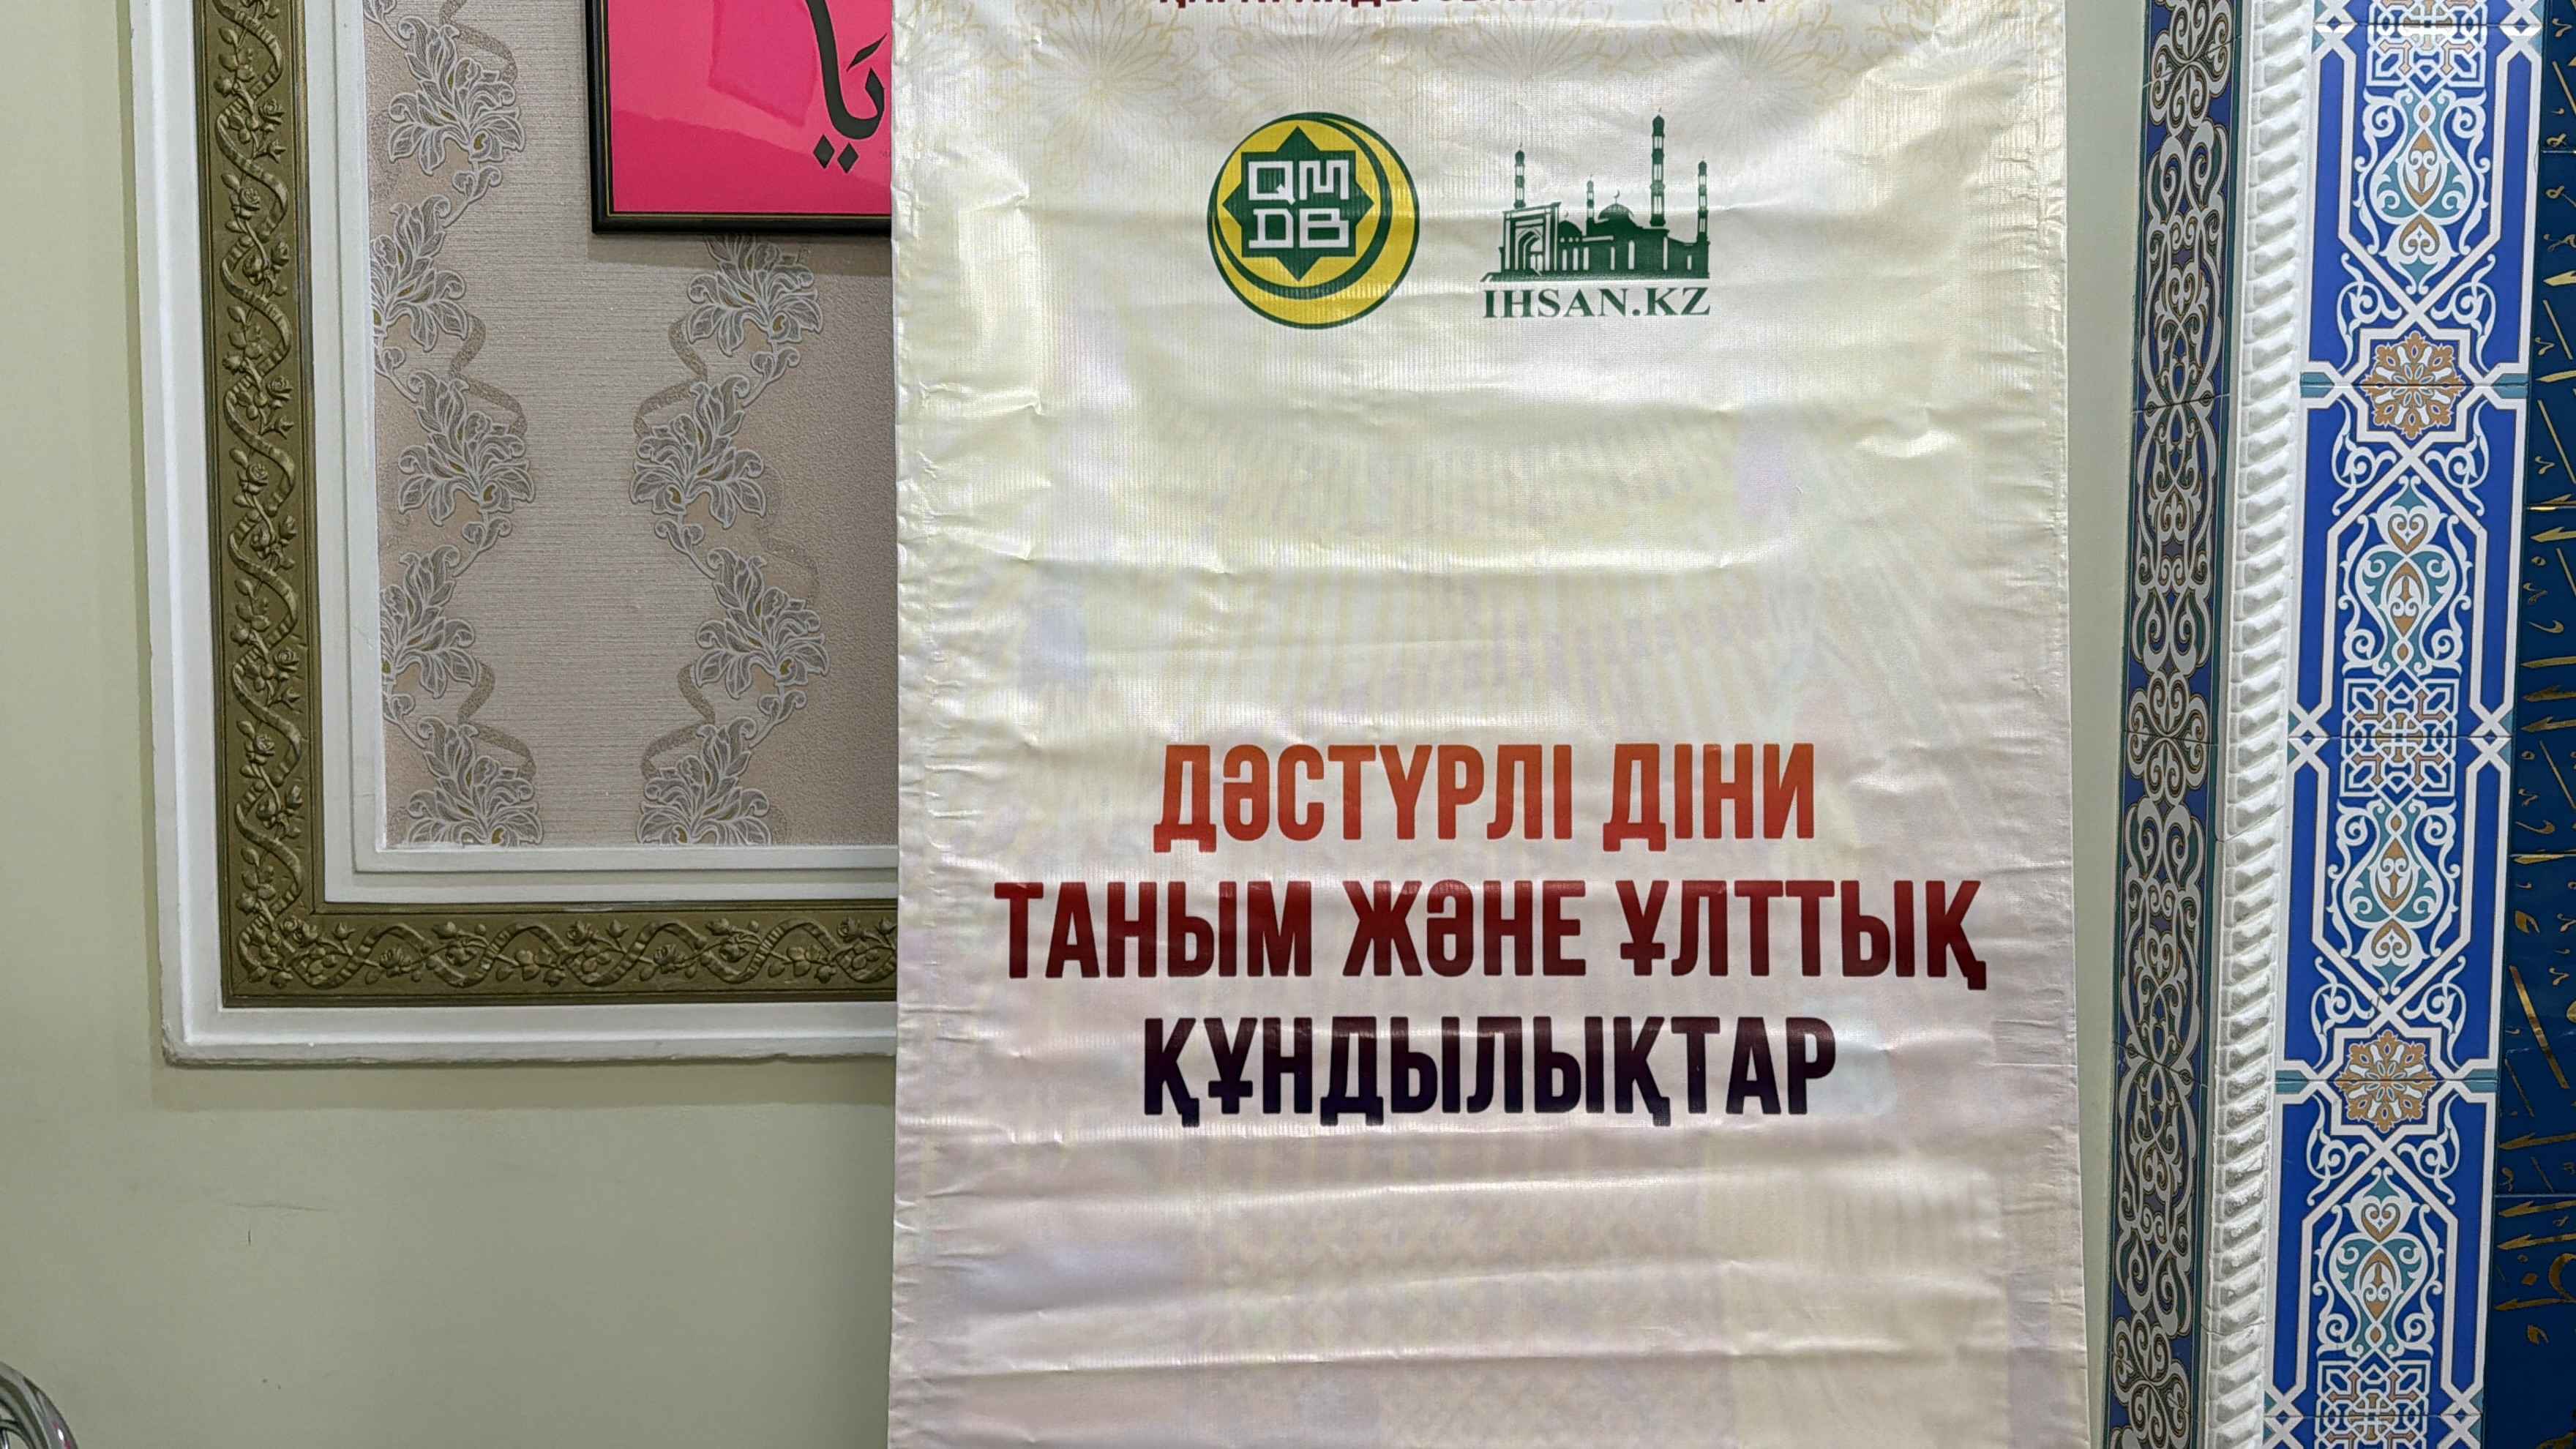 يَا
QM
DB
IHSAN.KZ
ДӘСТҮРЛІ ДІНИ
ТАНЫМ ЖӘНЕ ҰЛТТЫҚ
ҚҰНДЫЛЫҚТАР